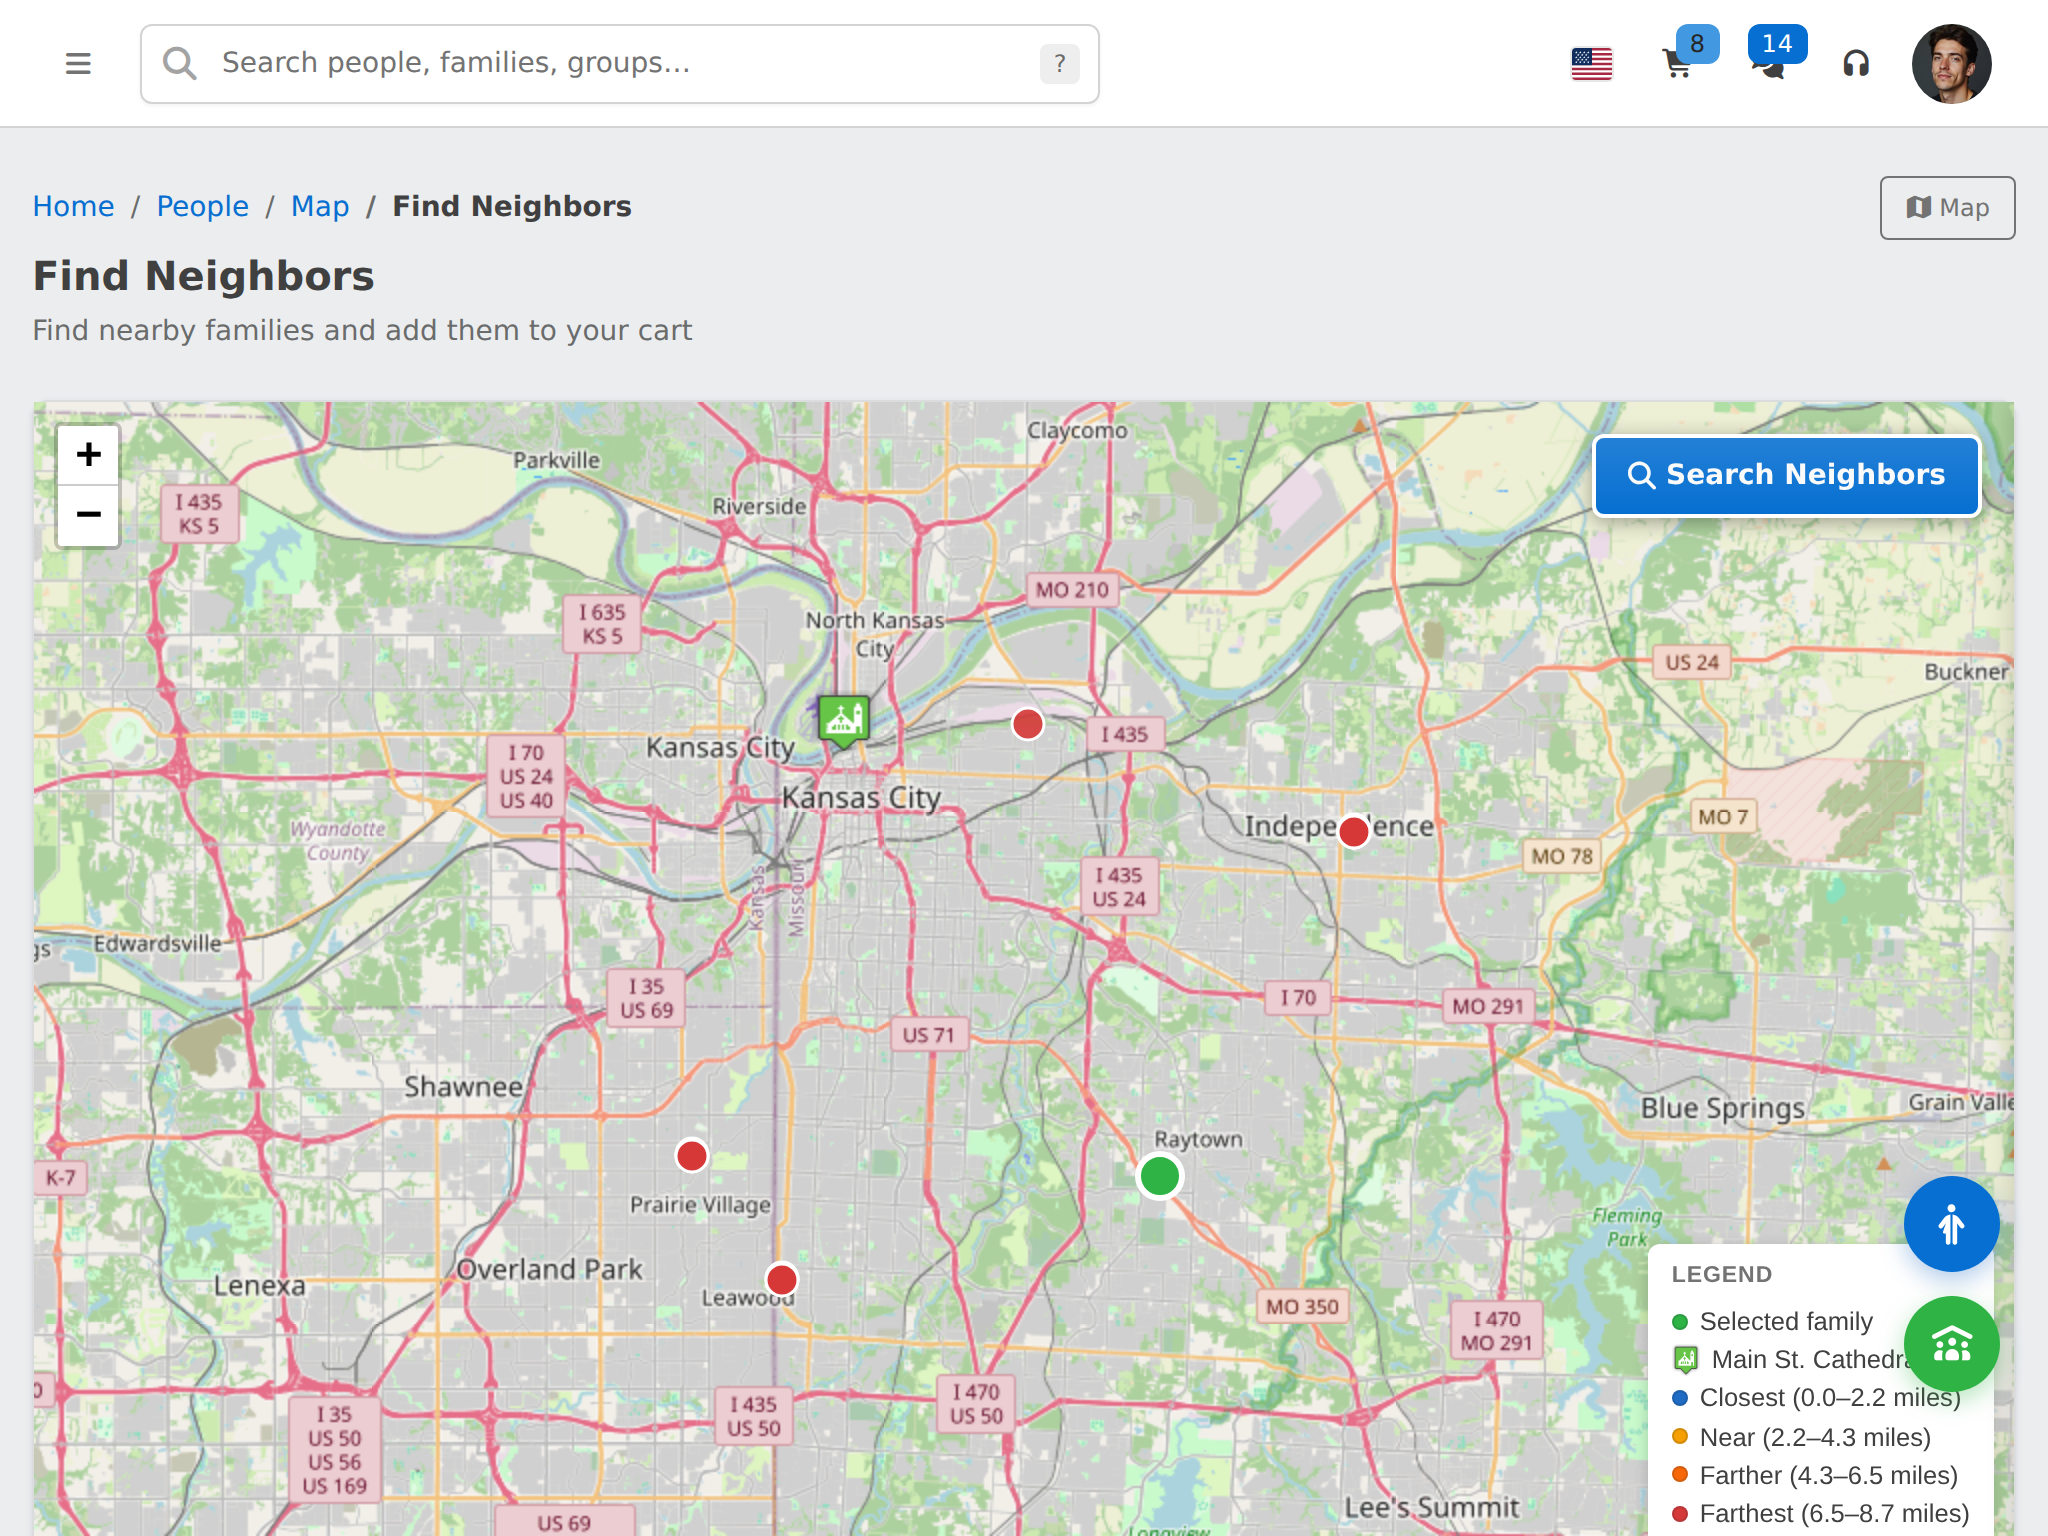 Search people, families, groups...
?
8
14
Home / People / Map / Find Neighbors
Map
Find Neighbors
Find nearby families and add them to your cart
+
−
Search Neighbors
Claycomo
Parkville
Riverside
I 435
KS 5
MO 210
I 635
KS 5
North Kansas
City
US 24
Buckner
I 435
Kansas City
I 70
US 24
US 40
Kansas City
MO 7
Wyandotte
County
MO 78
I 435
US 24
Kansas
Missouri
Edwardsville
gs
I 35
US 69
I 70
MO 291
US 71
Shawnee
Blue Springs
Grain Valle
Raytown
K-7
Prairie Village
Fleming
Park
Overland Park
Lenexa
Leawood
MO 350
I 470
MO 291
I 435
US 50
I 470
US 50
I 35
US 50
US 56
US 169
Lee's Summit
US 69
Longview
LEGEND
Selected family
Main St. Cathedr
Closest (0.0–2.2 miles)
Near (2.2–4.3 miles)
Farther (4.3–6.5 miles)
Farthest (6.5–8.7 miles)